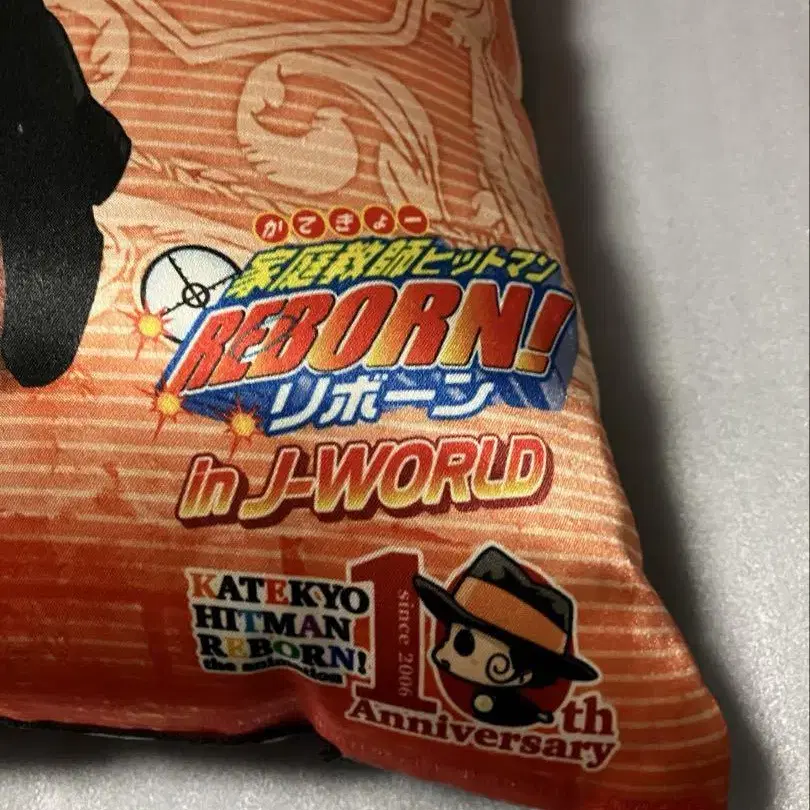 かてきょー
家庭教師ヒットマン
REBORN!
リボーン
in J-WORLD
KATEKYO
HITMAN
REBORN!
the animation
10th
since 2006
Anniversary